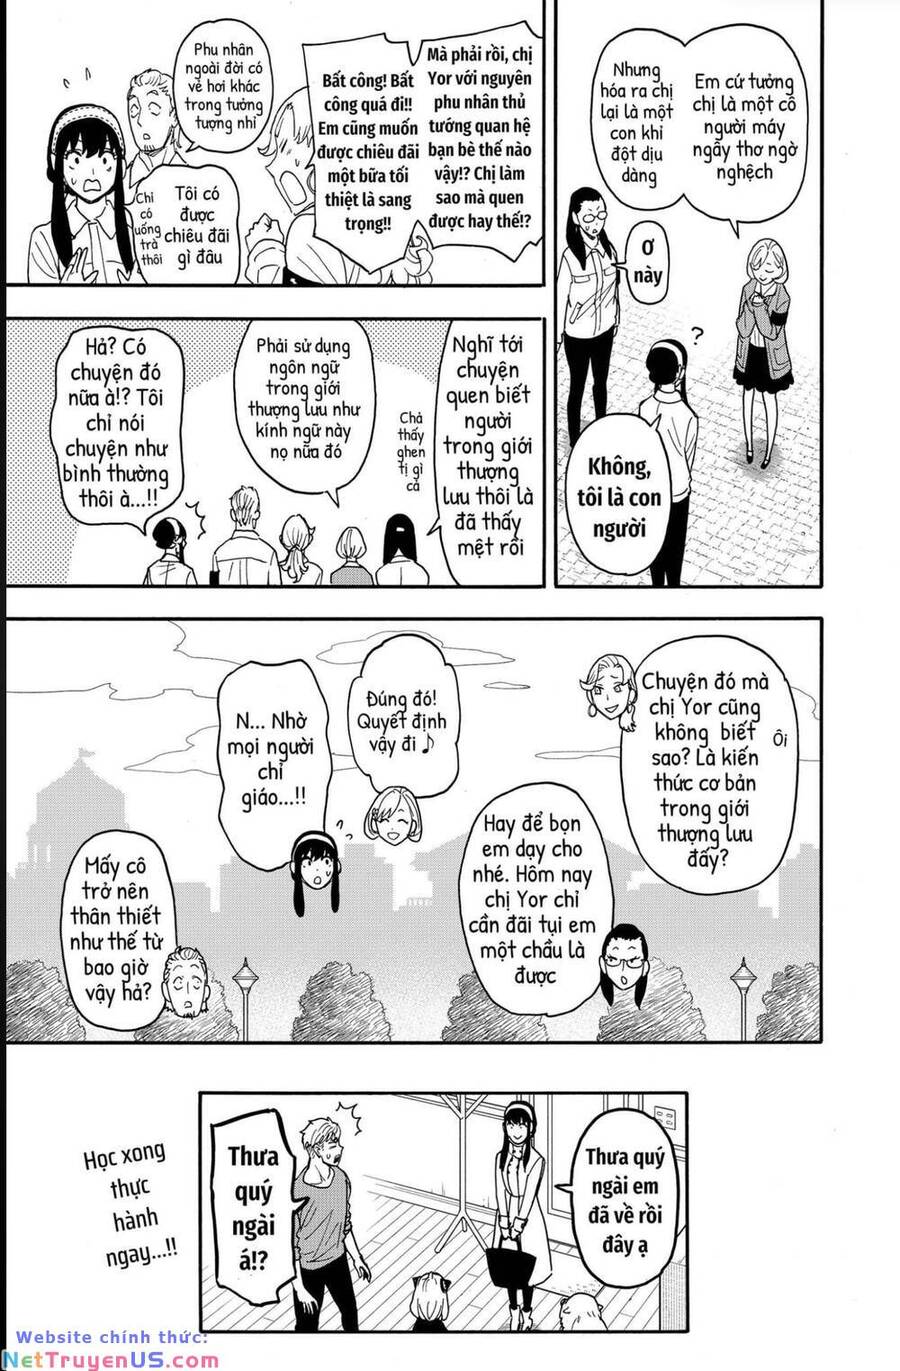 Em cứ tưởng
chị là một cô
người máy
ngây thơ ngờ
nghệch
Nhưng
hóa ra chị
lại là một
con khỉ
đột dịu
dàng
Ơ
này
?
Không,
tôi là con
người
Mà phải rồi, chị
Yor với nguyên
phu nhân thủ
tướng quan hệ
bạn bè thế nào
vậy!? Chị làm
sao mà quen
được hay thế!?
Bất công! Bất
công quá đi!!
Em cũng muốn
được chiêu đãi
một bữa tối
thiệt là sang
trọng!!
Phu nhân
ngoài đời có
vẻ hơi khác
trong tưởng
tượng nhỉ
Tôi có
được
chiêu đãi
gì đâu
Chỉ
có
uống
trà
thôi
Nghĩ tới
chuyện
quen biết
người
trong giới
thượng
lưu thôi là
đã thấy
mệt rồi
Chả
thấy
ghen
tị gì
cả
Phải sử dụng
ngôn ngữ
trong giới
thượng lưu như
kính ngữ này
nọ nữa đó
Hả? Có
chuyện đó
nữa à!? Tôi
chỉ nói
chuyện như
bình thường
thôi à...!!
Chuyện đó mà
chị Yor cũng
không biết
sao? Là kiến
thức cơ bản
trong giới
thượng lưu
đấy?
Ôi
Hay để bọn
em dạy cho
nhé. Hôm nay
chị Yor chỉ
cần đãi tụi em
một chầu là
được
Đúng đó!
Quyết định
vậy đi ♪
N... Nhờ
mọi người
chỉ
giáo...!!
Mấy cô
trở nên
thân thiết
như thế từ
bao giờ
vậy hả?
Thưa quý
ngài em
đã về rồi
đây ạ
Thưa
quý
ngài
á!?
Học xong
thực
hành
ngay...!!
Website chính thức:
NetTruyenUS.com